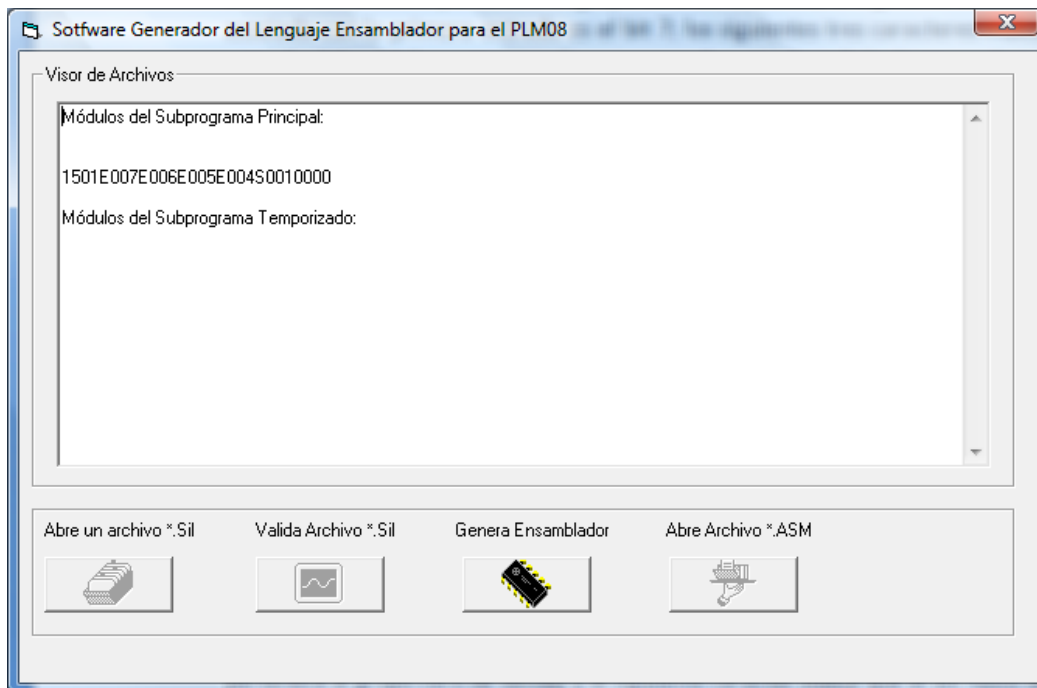 Sotfware Generador del Lenguaje Ensamblador para el PLM08
Visor de Archivos
Módulos del Subprograma Principal:
1501E007E006E005E004S0010000
Módulos del Subprograma Temporizado:
Abre un archivo *.Sil
Valida Archivo *.Sil
Genera Ensamblador
Abre Archivo *.ASM